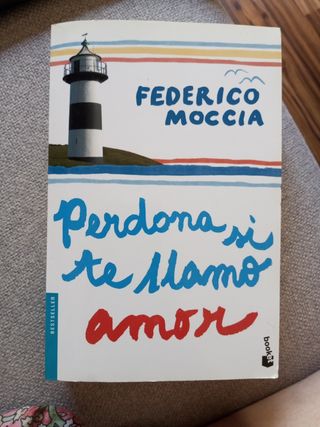 FEDERICO
MOCCIA
Perdona si
te llamo
amor
BESTSELLER
booket